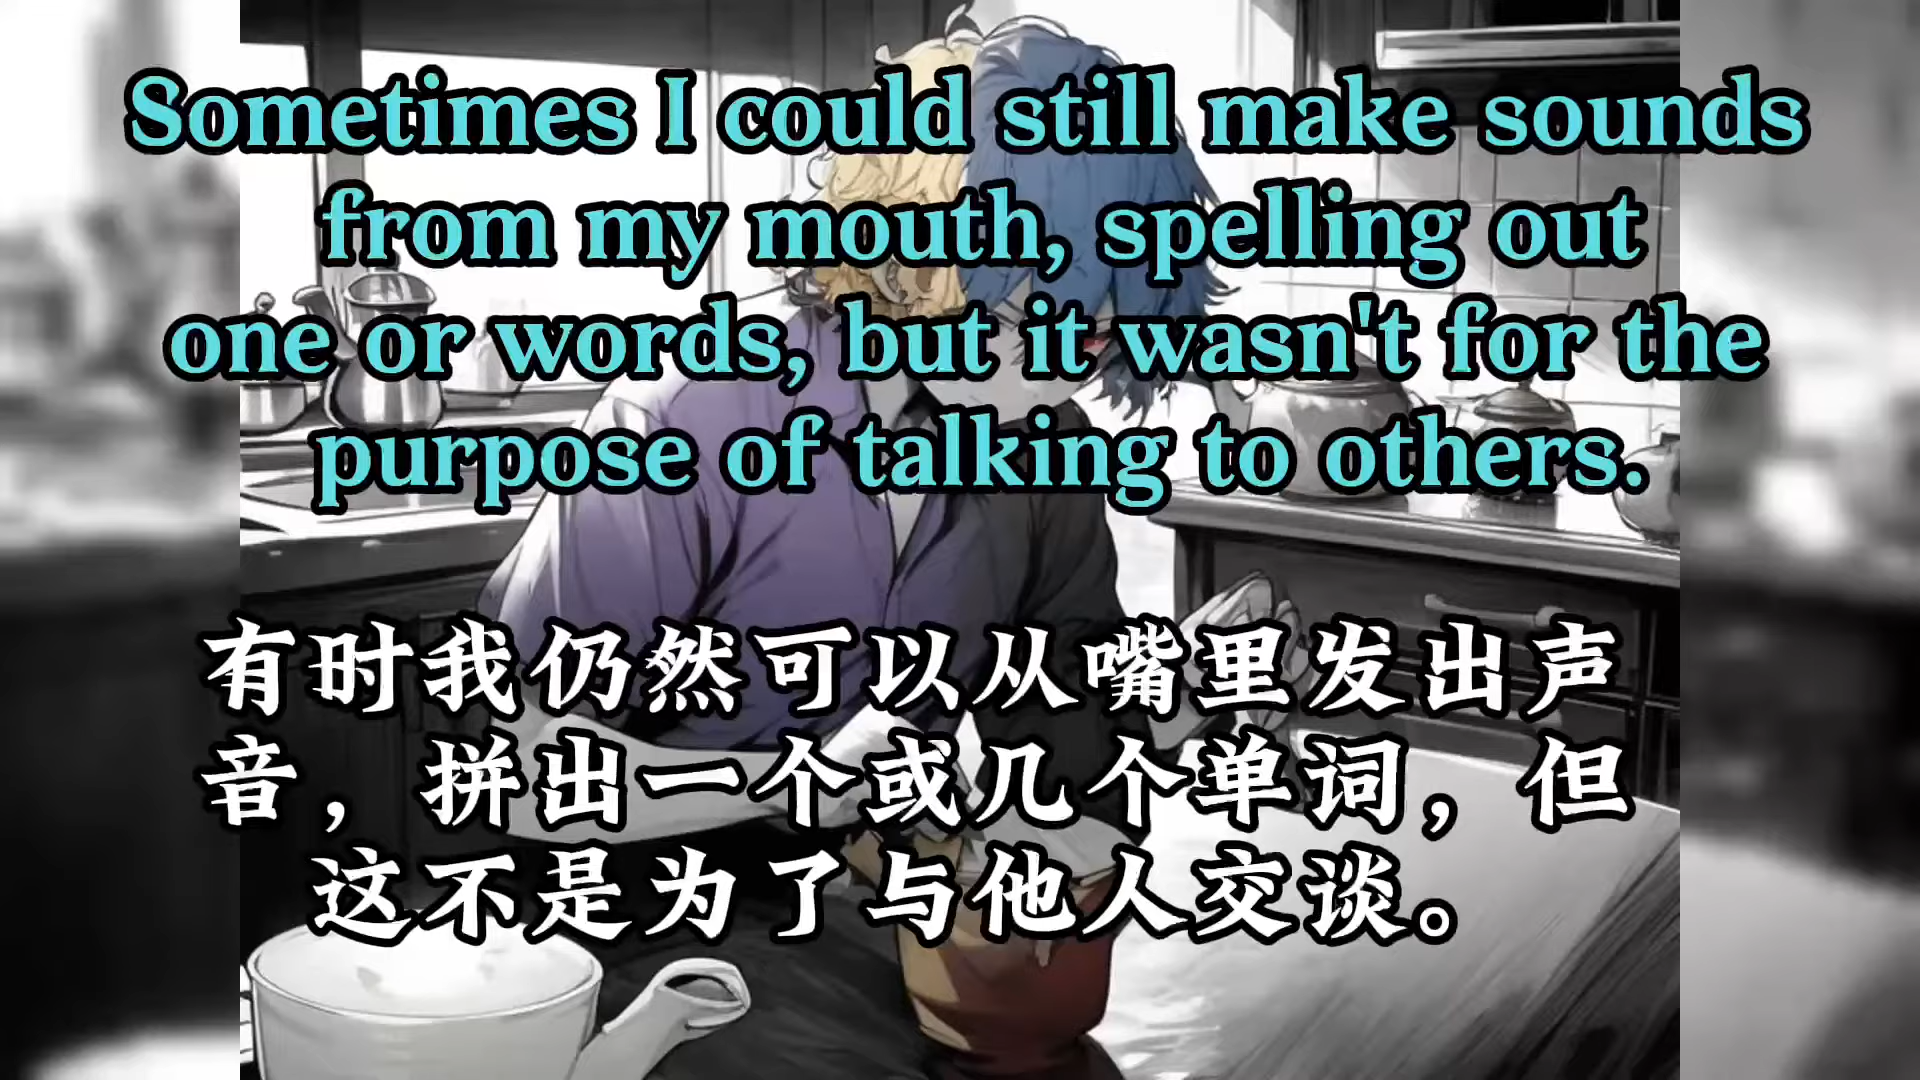 Sometimes I could still make sounds
from my mouth, spelling out
one or words, but it wasn't for the
purpose of talking to others.
有时我仍然可以从嘴里发出声
音，拼出一个或几个单词，但
这不是为了与他人交谈。